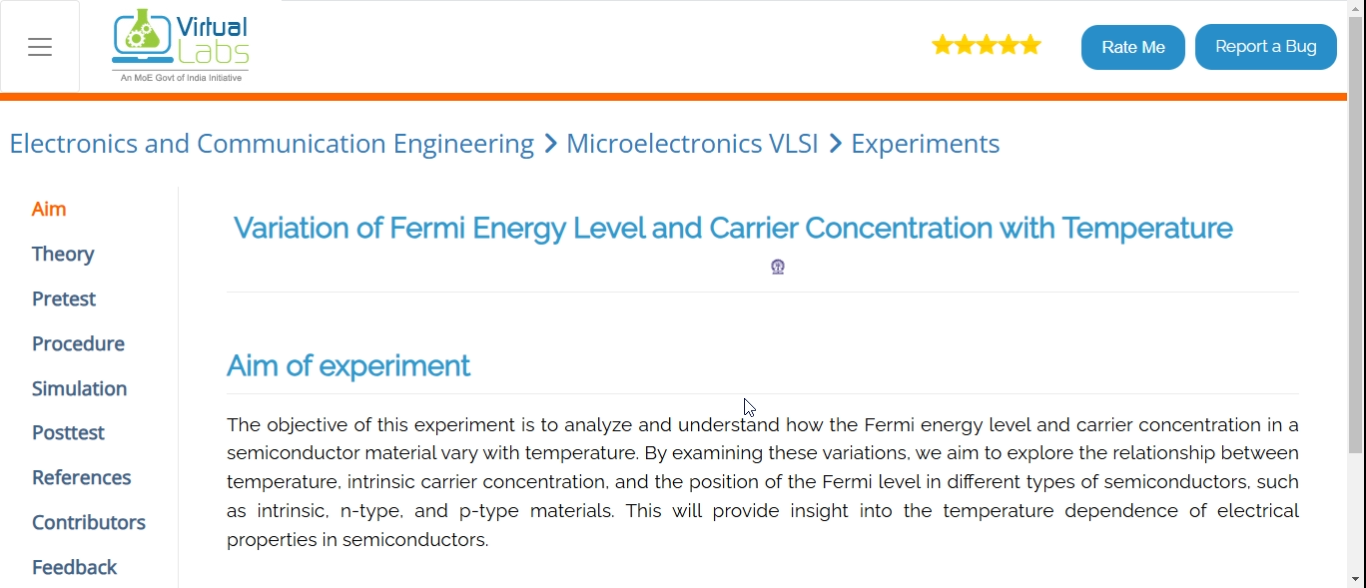 Virtual
Labs
An MoE Govt of India Initiative
Rate Me
Report a Bug
Electronics and Communication Engineering > Microelectronics VLSI > Experiments
Aim
Theory
Pretest
Procedure
Simulation
Posttest
References
Contributors
Feedback
Variation of Fermi Energy Level and Carrier Concentration with Temperature
Aim of experiment
The objective of this experiment is to analyze and understand how the Fermi energy level and carrier concentration in a
semiconductor material vary with temperature. By examining these variations, we aim to explore the relationship between
temperature, intrinsic carrier concentration, and the position of the Fermi level in different types of semiconductors, such
as intrinsic, n-type, and p-type materials. This will provide insight into the temperature dependence of electrical
properties in semiconductors.